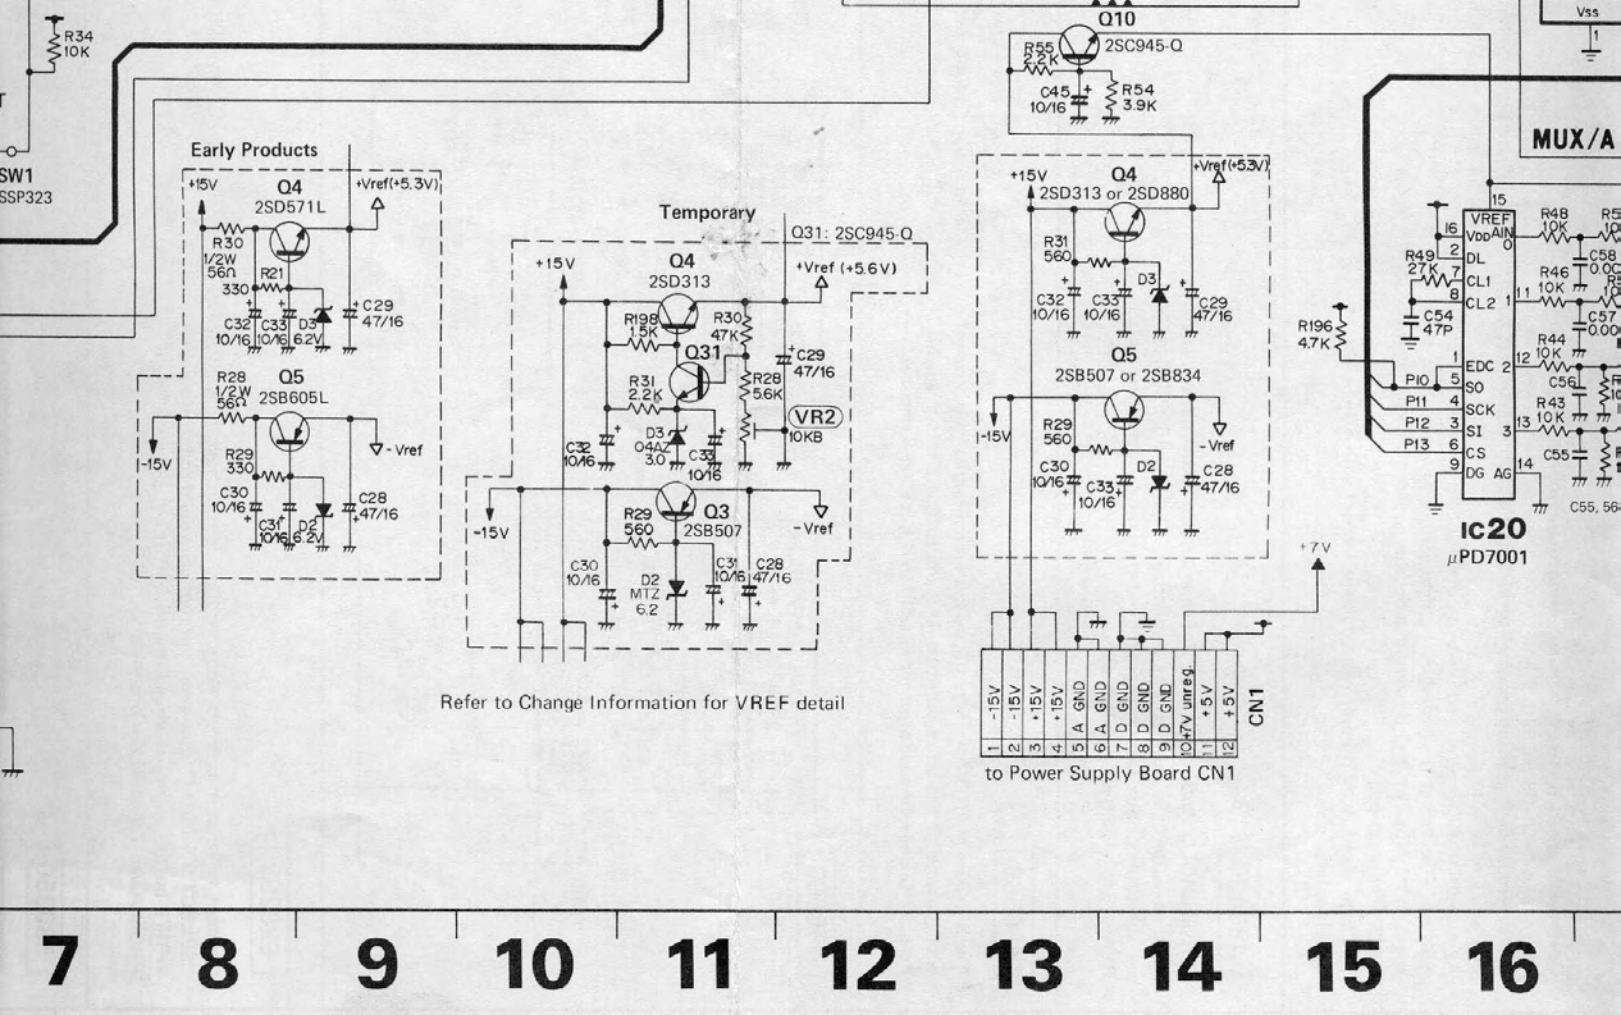 R34
10K
SW1
SSP323
Early Products
+15V
Q4
2SD571L
+Vref(+5.3V)
R30
1/2W
56Ω
R21
330
C32
10/16
C33
10/16
D3
6.2V
C29
47/16
R28
1/2W
56Ω
Q5
2SB605L
-15V
-Vref
R29
330
C30
10/16
C31
10/16
D2
6.2V
C28
47/16
Temporary
Q31: 2SC945-Q
+15V
Q4
2SD313
+Vref (+5.6V)
R198
1.5K
R30
47K
Q31
R31
2.2K
R28
5.6K
C29
47/16
VR2
10KB
C32
10/16
D3
04AZ
3.0
C33
10/16
-15V
Q3
2SB507
-Vref
R29
560
C30
10/16
D2
MTZ
6.2
C31
10/16
C28
47/16
Refer to Change Information for VREF detail
Q10
2SC945-Q
R55
2.2K
C45
10/16
R54
3.9K
+15V
Q4
2SD313 or 2SD880
+Vref(+5.3V)
R31
560
C32
10/16
C33
10/16
D3
C29
47/16
Q5
2SB507 or 2SB834
-15V
-Vref
R29
560
C30
10/16
C33
10/16
D2
C28
47/16
+7V
-15V
-15V
+15V
+15V
A GND
A GND
D GND
D GND
D GND
+7V unreg.
+5V
+5V
1 2 3 4 5 6 7 8 9 10 11 12
CN1
to Power Supply Board CN1
Vss
1
MUX/A
15
VREF
16
VDD
AIN
0
2
DL
R49
27K
7
CL1
8
CL2
1
11
C54
47P
R196
4.7K
1
EDC
2
12
P10
5
SO
P11
4
SCK
P12
3
SI
3
13
P13
6
CS
9
DG
AG
14
IC20
μPD7001
R48
10K
C58
R46
10K
C57
R44
10K
C56
R43
10K
C55
C55, 56
7 8 9 10 11 12 13 14 15 16